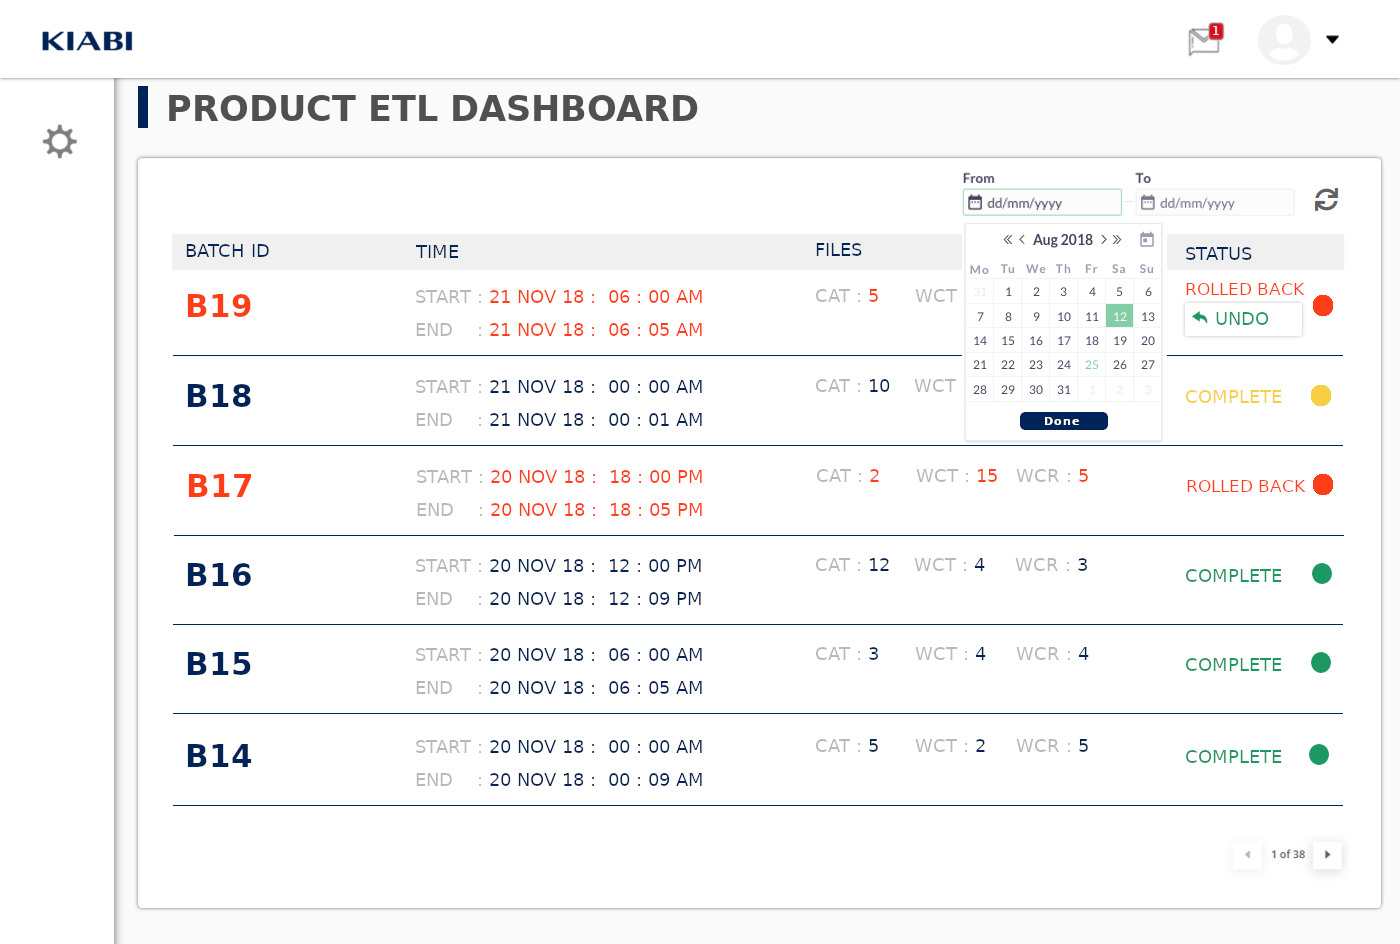 KIABI
1
PRODUCT ETL DASHBOARD
From To
dd/mm/yyyy dd/mm/yyyy
BATCH ID TIME FILES STATUS
Aug 2018
Mo Tu We Th Fr Sa Su
31 1 2 3 4 5 6
7 8 9 10 11 12 13
14 15 16 17 18 19 20
21 22 23 24 25 26 27
28 29 30 31 1 2 3
Done
B19 START : 21 NOV 18 : 06 : 00 AM CAT : 5 WCT ROLLED BACK
END : 21 NOV 18 : 06 : 05 AM UNDO
B18 START : 21 NOV 18 : 00 : 00 AM CAT : 10 WCT COMPLETE
END : 21 NOV 18 : 00 : 01 AM
B17 START : 20 NOV 18 : 18 : 00 PM CAT : 2 WCT : 15 WCR : 5 ROLLED BACK
END : 20 NOV 18 : 18 : 05 PM
B16 START : 20 NOV 18 : 12 : 00 PM CAT : 12 WCT : 4 WCR : 3 COMPLETE
END : 20 NOV 18 : 12 : 09 PM
B15 START : 20 NOV 18 : 06 : 00 AM CAT : 3 WCT : 4 WCR : 4 COMPLETE
END : 20 NOV 18 : 06 : 05 AM
B14 START : 20 NOV 18 : 00 : 00 AM CAT : 5 WCT : 2 WCR : 5 COMPLETE
END : 20 NOV 18 : 00 : 09 AM
1 of 38